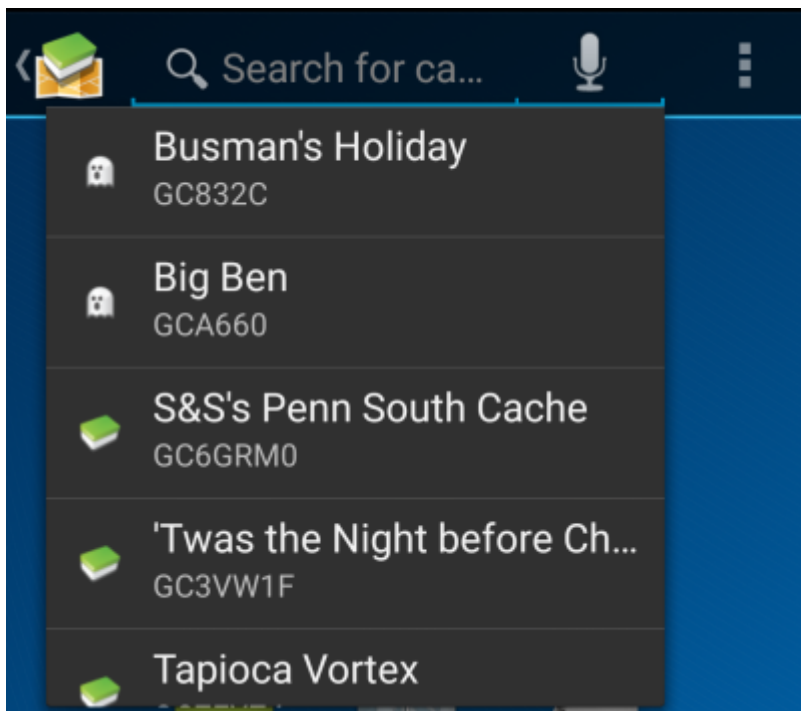 Search for ca...
Busman's Holiday
GC832C
Big Ben
GCA660
S&S's Penn South Cache
GC6GRM0
'Twas the Night before Ch...
GC3VW1F
Tapioca Vortex